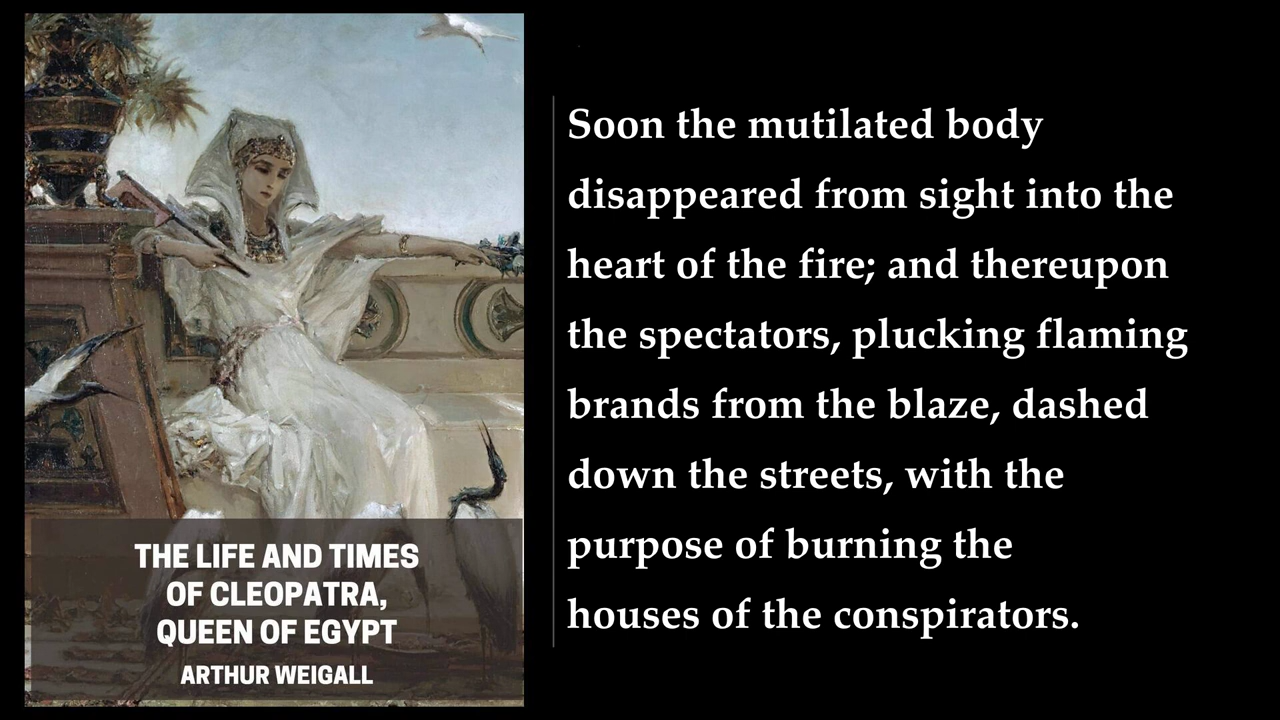 THE LIFE AND TIMES
OF CLEOPATRA,
QUEEN OF EGYPT
ARTHUR WEIGALL
Soon the mutilated body
disappeared from sight into the
heart of the fire; and thereupon
the spectators, plucking flaming
brands from the blaze, dashed
down the streets, with the
purpose of burning the
houses of the conspirators.